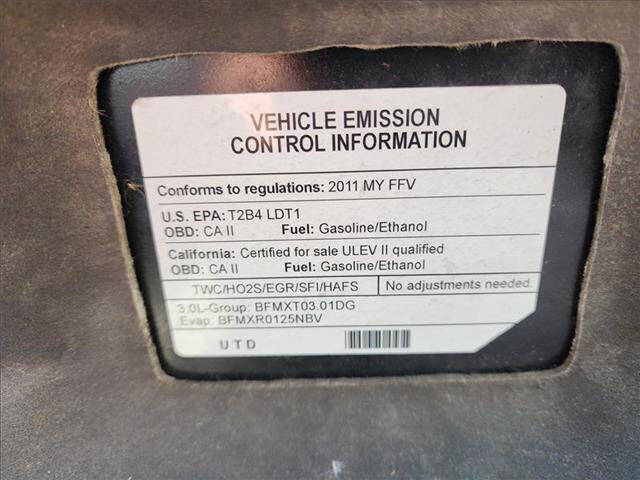 VEHICLE EMISSION
CONTROL INFORMATION
Conforms to regulations: 2011 MY FFV
U.S. EPA: T2B4 LDT1
OBD: CA II Fuel: Gasoline/Ethanol
California: Certified for sale ULEV II qualified
OBD: CA II Fuel: Gasoline/Ethanol
TWC/HO2S/EGR/SFI/HAFS No adjustments needed.
3.0L-Group: BFMXT03.01DG
Evap: BFMXR0125NBV
UTD